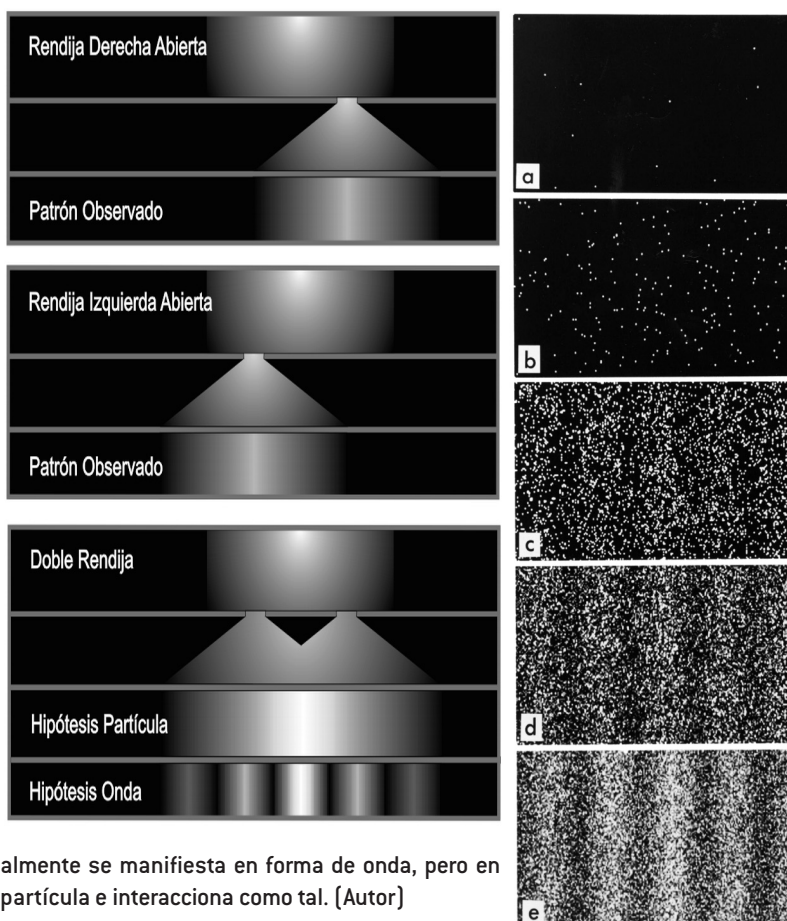 Rendija Derecha Abierta
Patrón Observado
Rendija Izquierda Abierta
Patrón Observado
Doble Rendija
Hipótesis Partícula
Hipótesis Onda
almente se manifiesta en forma de onda, pero en
partícula e interacciona como tal. (Autor)
a
b
c
d
e